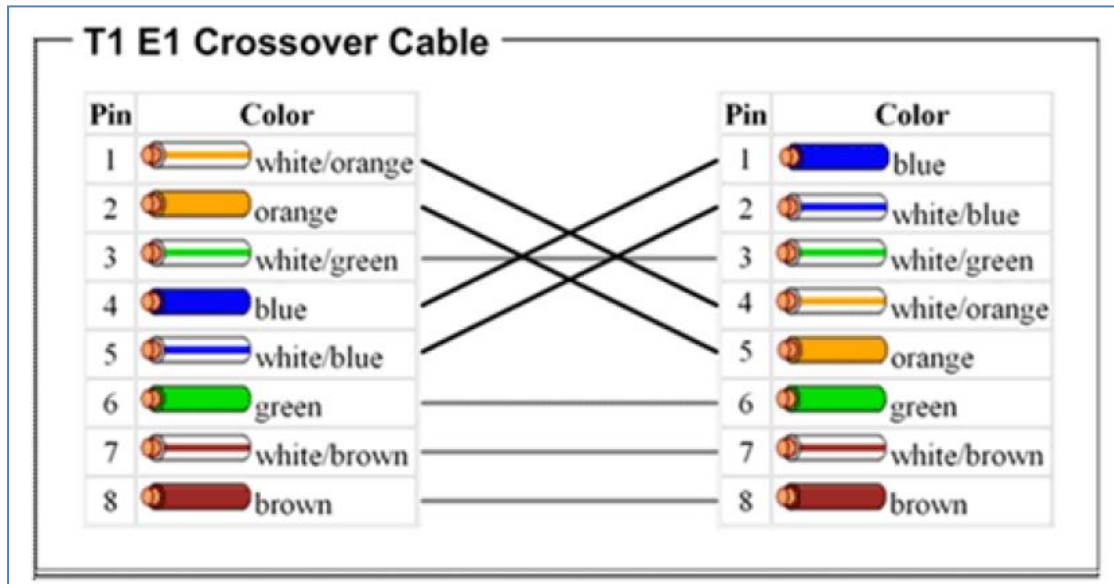 T1 E1 Crossover Cable
Pin Color Pin Color
1 white/orange 1 blue
2 orange 2 white/blue
3 white/green 3 white/green
4 blue 4 white/orange
5 white/blue 5 orange
6 green 6 green
7 white/brown 7 white/brown
8 brown 8 brown